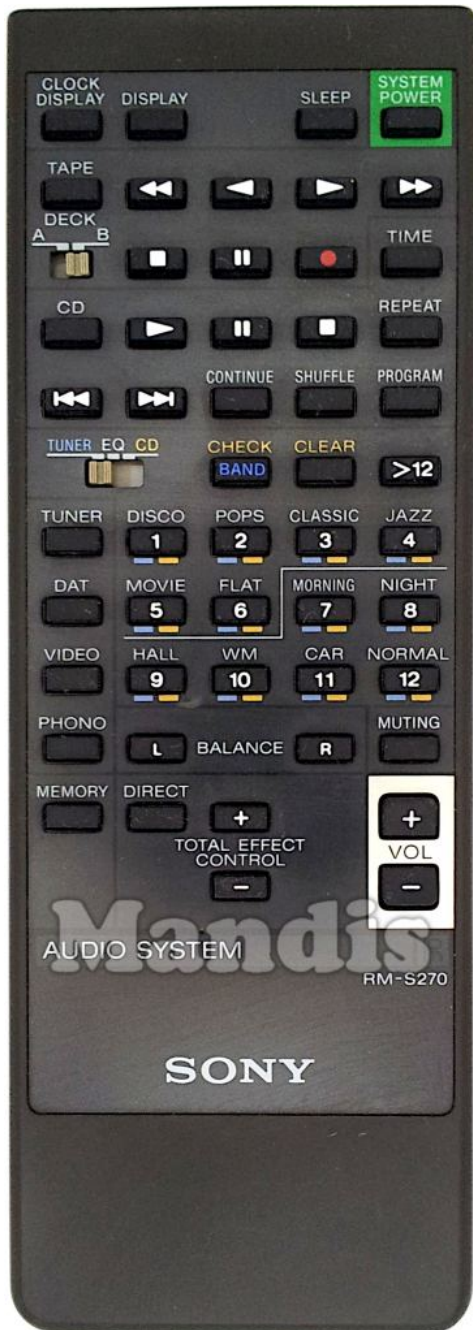 CLOCK DISPLAY DISPLAY SLEEP SYSTEM POWER
TAPE
DECK
A B TIME
CD REPEAT
CONTINUE SHUFFLE PROGRAM
TUNER EQ CD CHECK CLEAR
BAND >12
TUNER DISCO POPS CLASSIC JAZZ
1 2 3 4
DAT MOVIE FLAT MORNING NIGHT
5 6 7 8
VIDEO HALL WM CAR NORMAL
9 10 11 12
PHONO MUTING
L BALANCE R
MEMORY DIRECT
+ +
TOTAL EFFECT CONTROL VOL
- -
Mandis
AUDIO SYSTEM
RM-S270
SONY